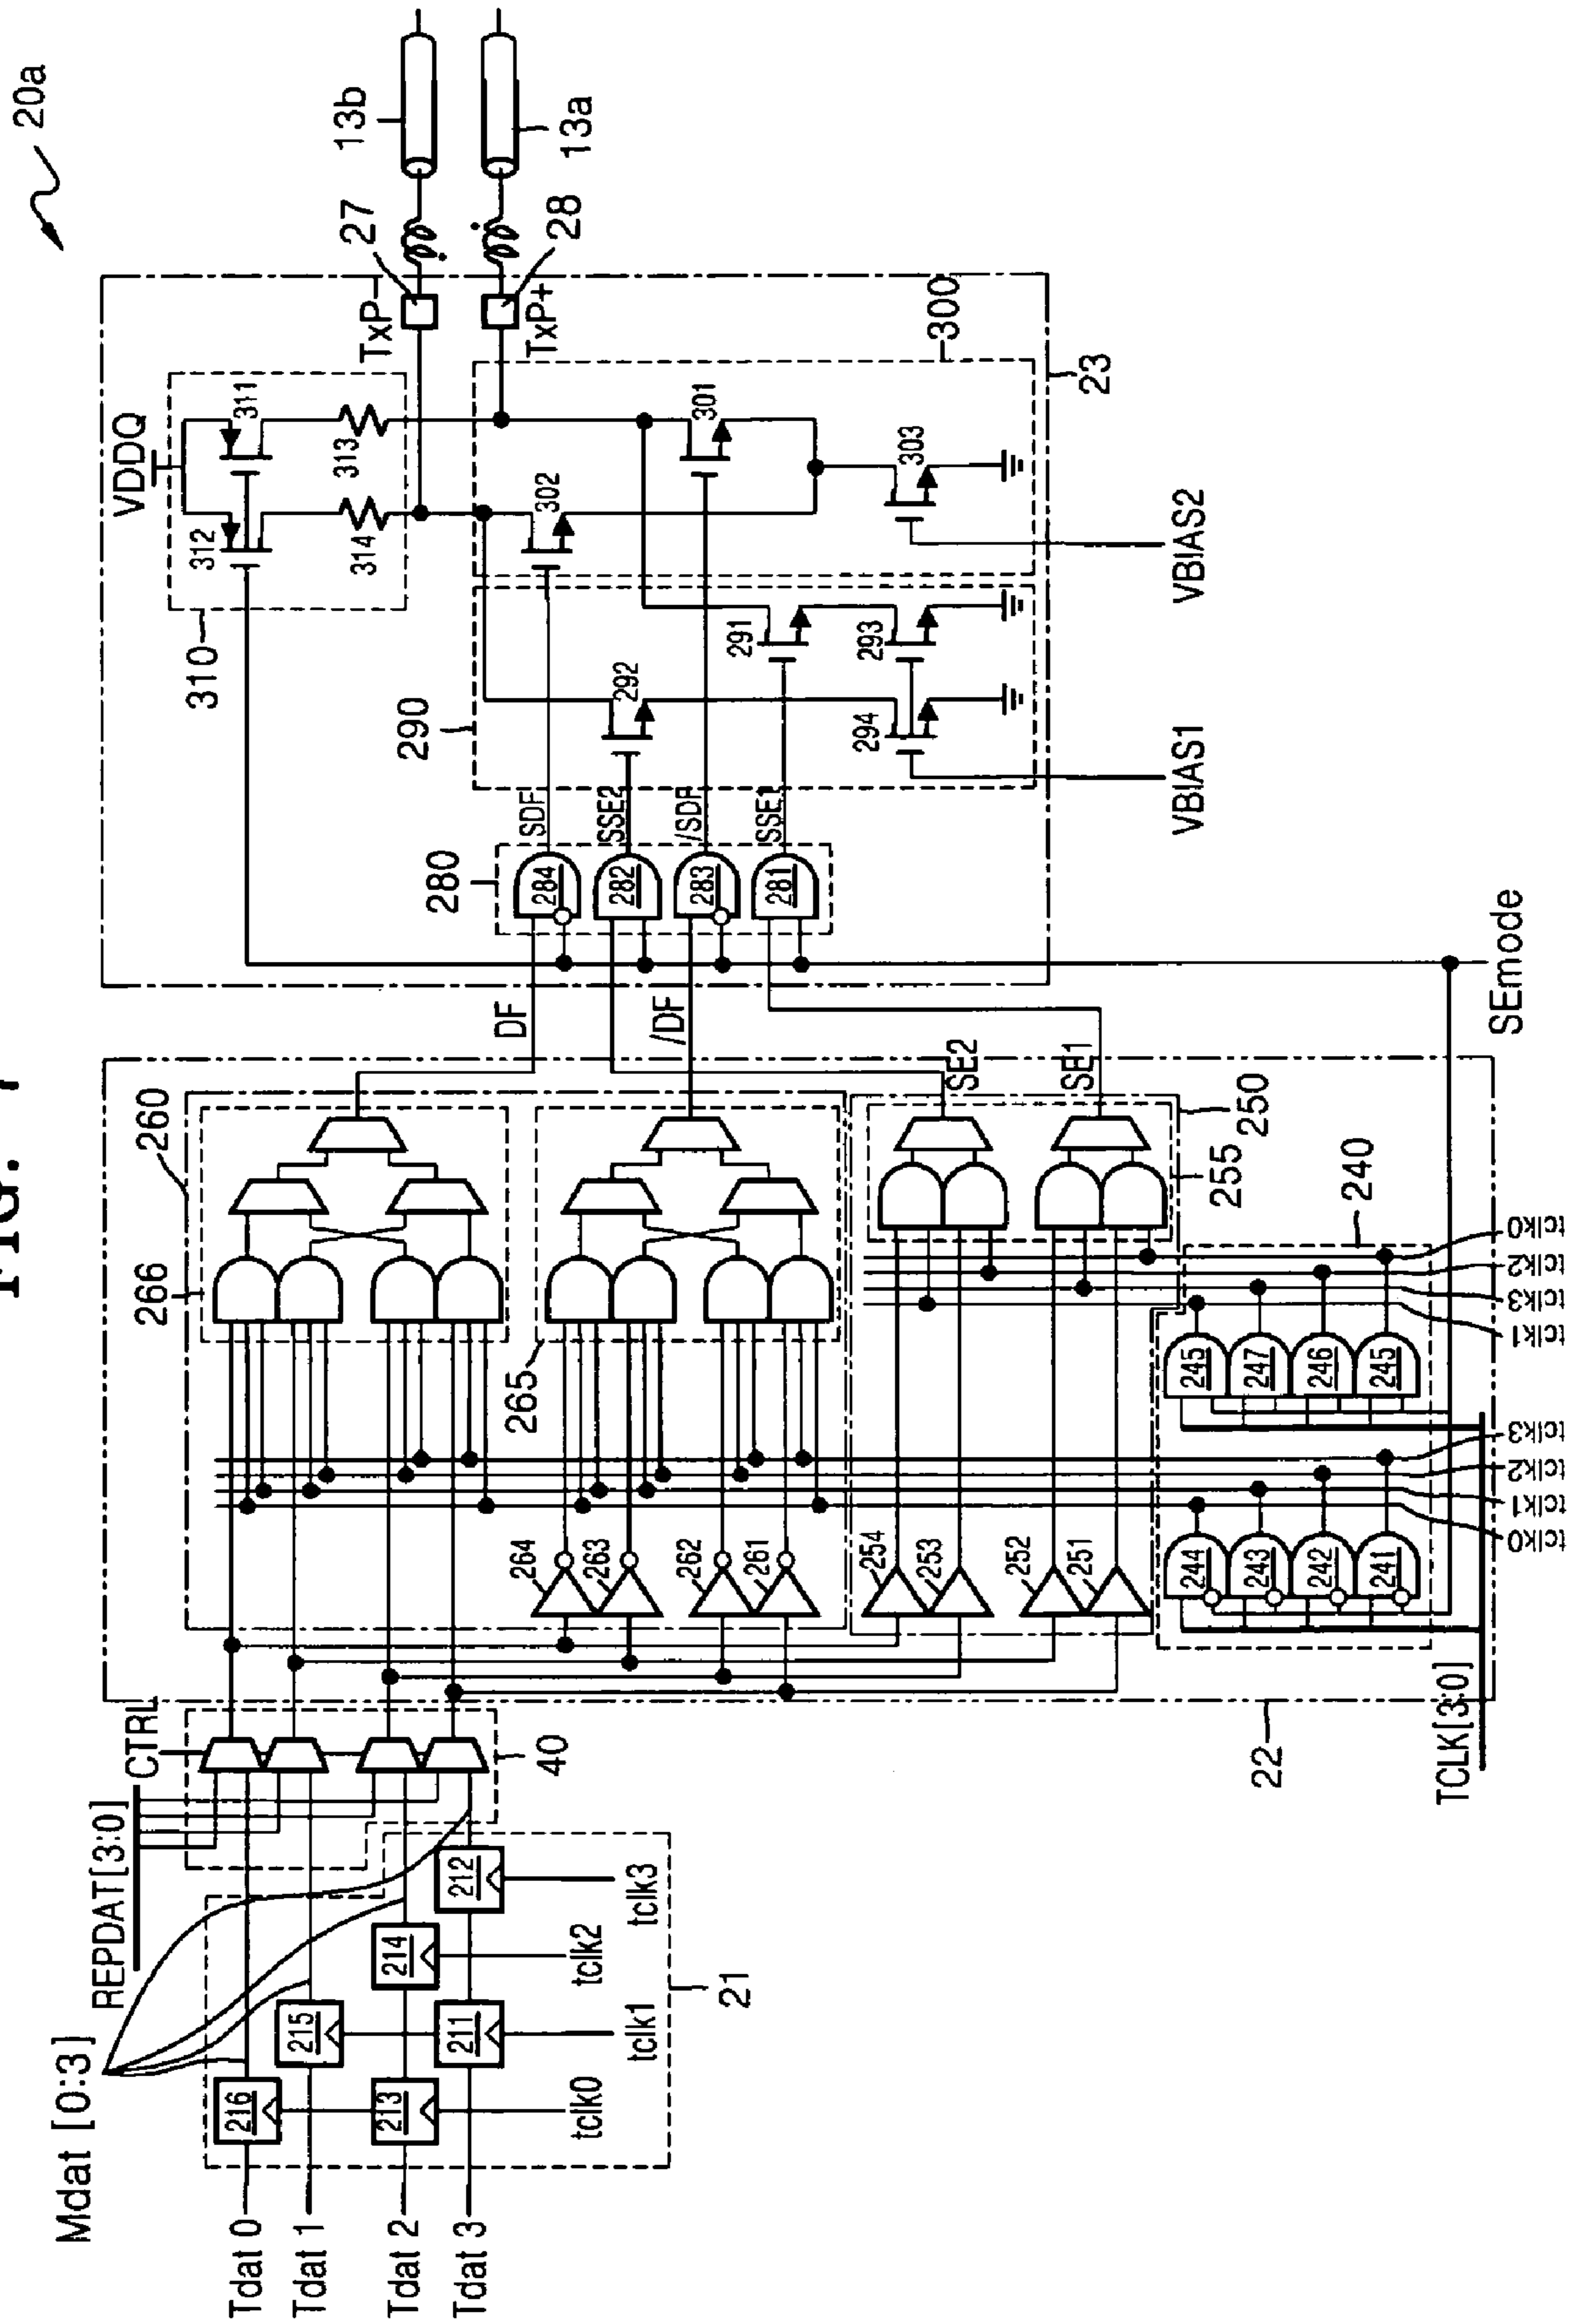 FIG. 7
20a
13b
13a
27
28
TxP-
TxP+
VDDQ
311
312
313
314
310
300
23
301
302
303
290
291
292
293
294
VBIAS2
VBIAS1
280
SDF
SSE2
/SDF
SSE1
284
282
283
281
SEmode
DF
/DF
SE2
SE1
260
266
265
250
255
240
tclk0
tclk2
tclk3
tclk1
245
247
246
245
tclk3
tclk2
tclk1
tclk0
264
263
262
261
254
253
252
251
244
243
242
241
22
TCLK[3:0]
CTRL
40
REPDAT[3:0]
Mdat [0:3]
212
214
215
211
216
213
tclk3
tclk2
tclk1
tclk0
21
Tdat 0
Tdat 1
Tdat 2
Tdat 3